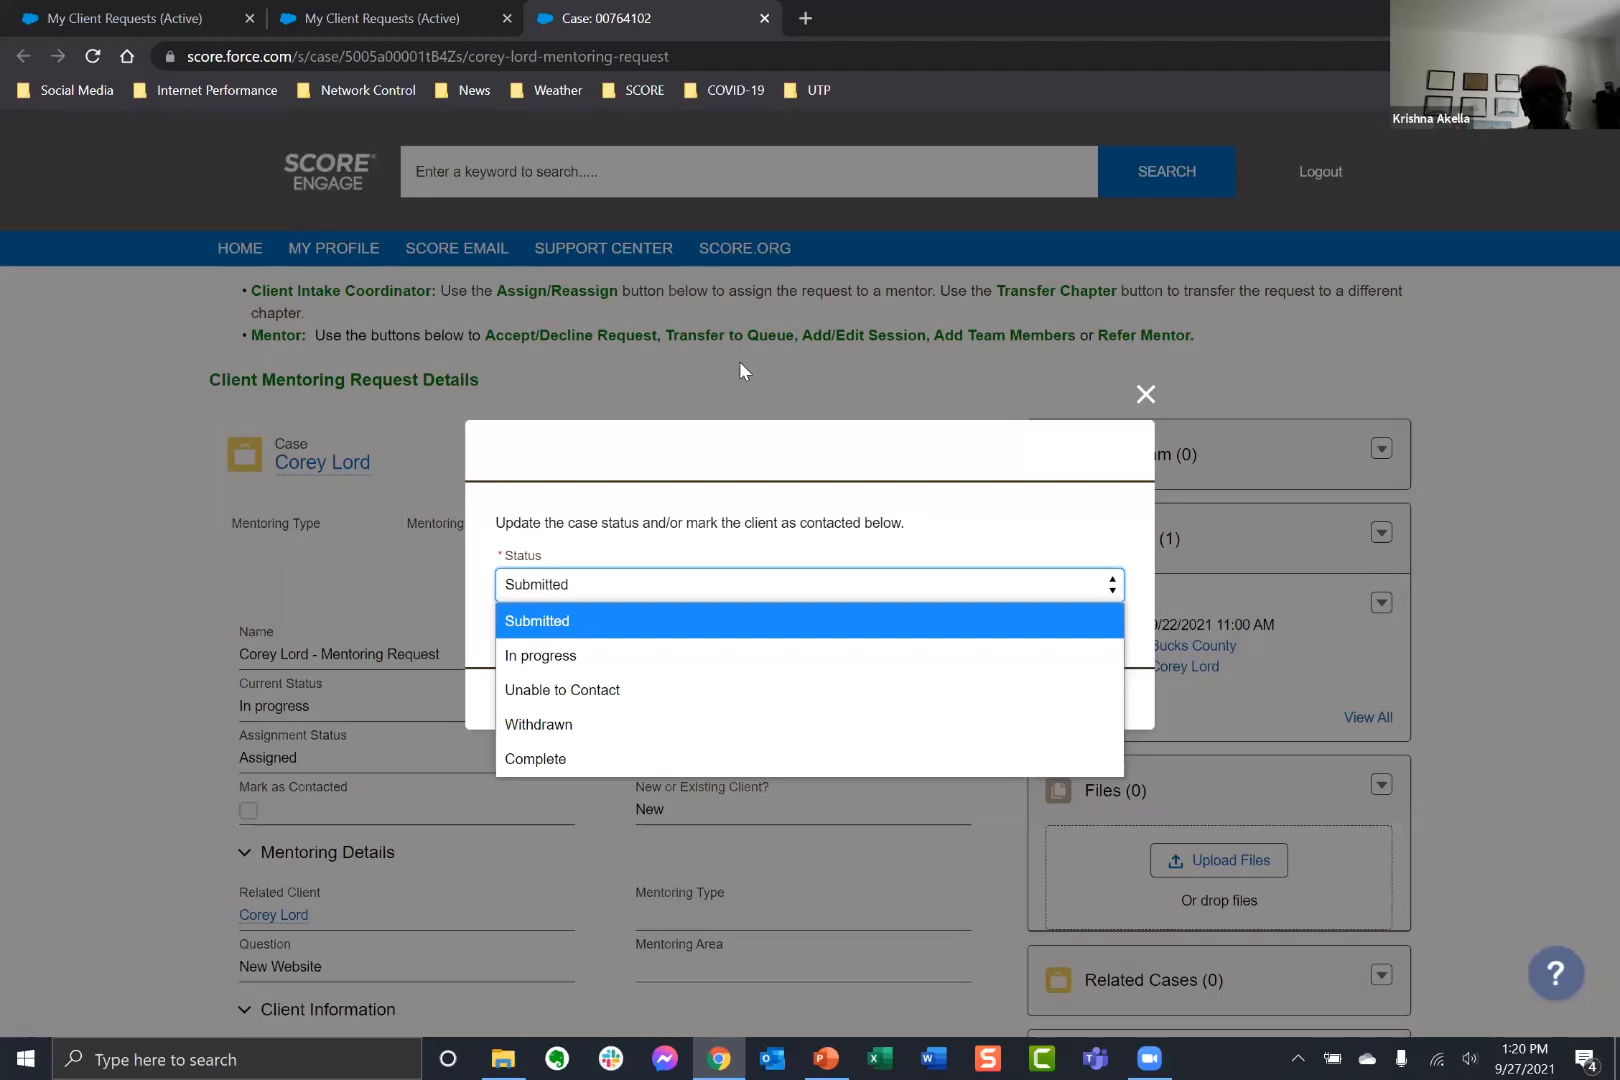 My Client Requests (Active)
My Client Requests (Active)
Case: 00764102
score.force.com/s/case/5005a00001tB4Zs/corey-lord-mentoring-request
Social Media
Internet Performance
Network Control
News
Weather
SCORE
COVID-19
UTP
Krishna Akella
SCORE
ENGAGE
Enter a keyword to search.....
SEARCH
Logout
HOME
MY PROFILE
SCORE EMAIL
SUPPORT CENTER
SCORE.ORG
• Client Intake Coordinator: Use the Assign/Reassign button below to assign the request to a mentor. Use the Transfer Chapter button to transfer the request to a different
chapter.
• Mentor: Use the buttons below to Accept/Decline Request, Transfer to Queue, Add/Edit Session, Add Team Members or Refer Mentor.
Client Mentoring Request Details
Case
Corey Lord
Mentoring Type
Mentoring
Update the case status and/or mark the client as contacted below.
* Status
Submitted
Submitted
In progress
Unable to Contact
Withdrawn
Complete
am (0)
(1)
9/22/2021 11:00 AM
Bucks County
Corey Lord
View All
Name
Corey Lord - Mentoring Request
Current Status
In progress
Assignment Status
Assigned
Mark as Contacted
New or Existing Client?
New
Mentoring Details
Related Client
Corey Lord
Mentoring Type
Question
New Website
Mentoring Area
Client Information
Files (0)
Upload Files
Or drop files
Related Cases (0)
?
Type here to search
1:20 PM
9/27/2021
4